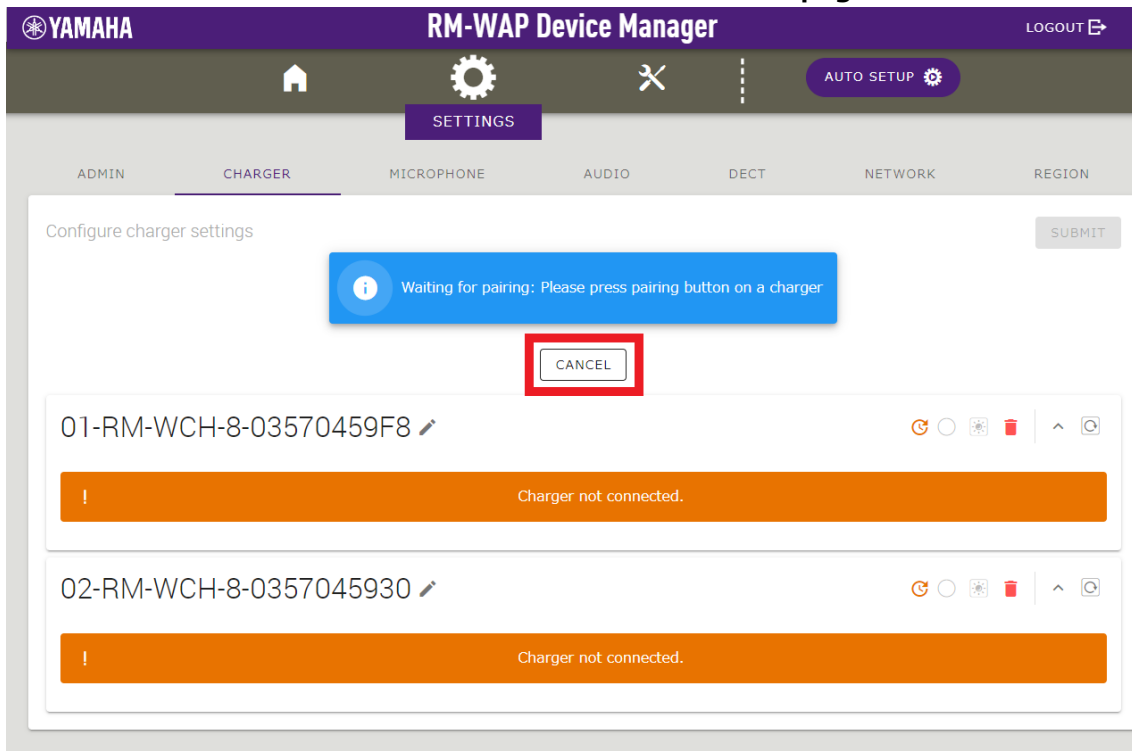 YAMAHA
RM-WAP Device Manager
LOGOUT
AUTO SETUP
SETTINGS
ADMIN
CHARGER
MICROPHONE
AUDIO
DECT
NETWORK
REGION
Configure charger settings
SUBMIT
Waiting for pairing: Please press pairing button on a charger
CANCEL
01-RM-WCH-8-03570459F8
! Charger not connected.
02-RM-WCH-8-0357045930
! Charger not connected.